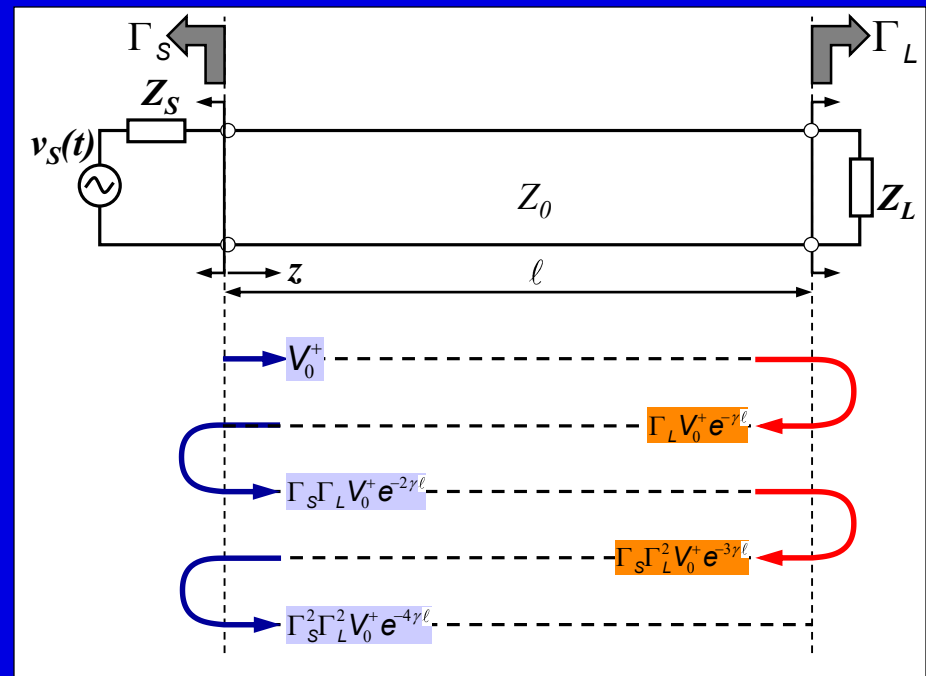 Γ_S
Γ_L
Z_S
v_S(t)
Z_0
Z_L
z
ℓ
V_0^+
Γ_L V_0^+ e^{-γℓ}
Γ_S Γ_L V_0^+ e^{-2γℓ}
Γ_S Γ_L^2 V_0^+ e^{-3γℓ}
Γ_S^2 Γ_L^2 V_0^+ e^{-4γℓ}